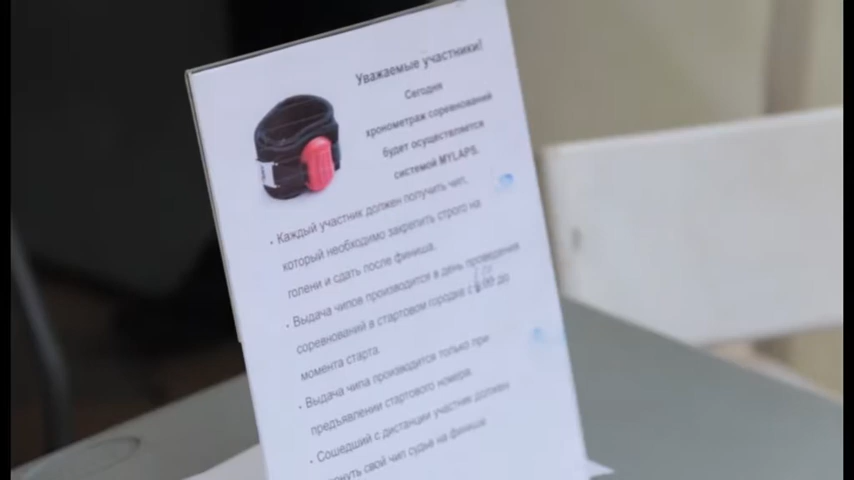 Уважаемые участники!
Сегодня
хронометраж соревнований
будет осуществляется
системой MYLAPS.
• Каждый участник должен получить чип,
который необходимо закрепить строго на
голени и сдать после финиша.
• Выдача чипов производится в день проведения
соревнований в стартовом городке с до
момента старта.
• Выдача чипа производится только при
предъявлении стартового номера.
• Сошедший с дистанции участник должен
свой чип судье на финише